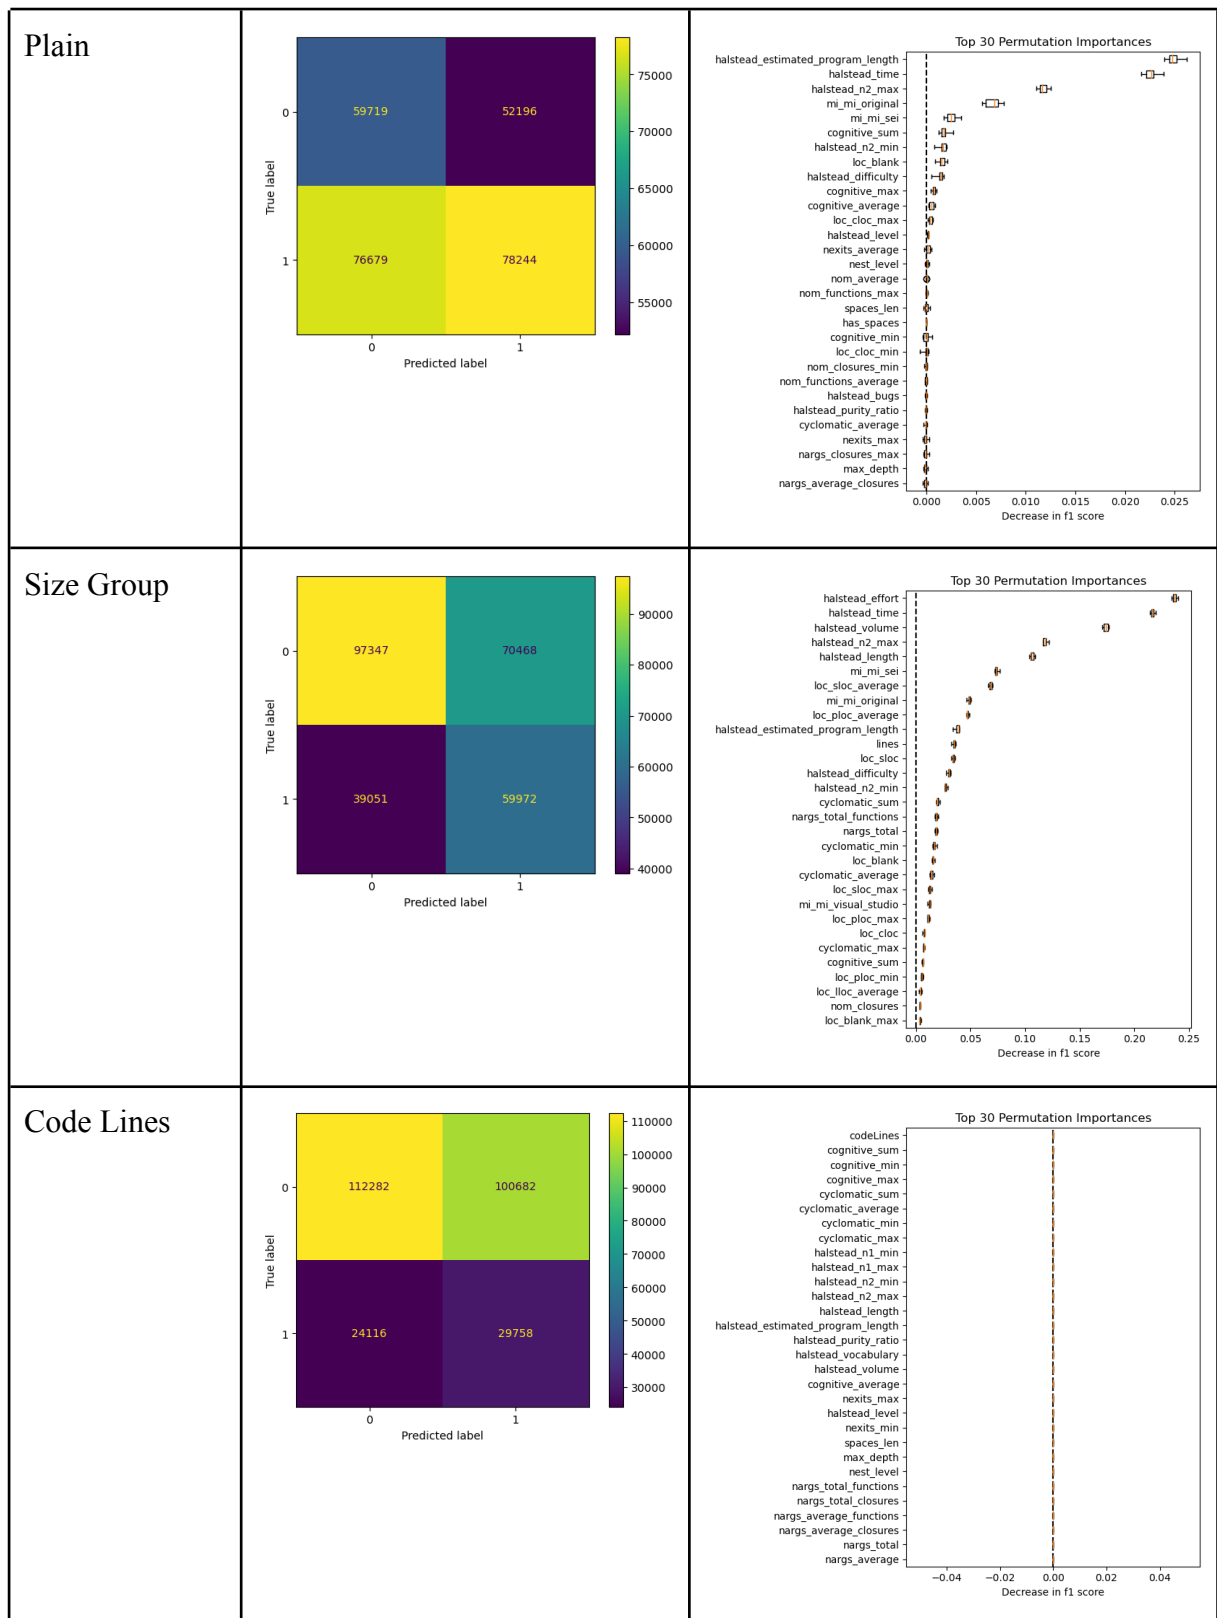 Plain
0
1
True label
59719
52196
76679
78244
0
1
Predicted label
75000
70000
65000
60000
55000
Top 30 Permutation Importances
halstead_estimated_program_length
halstead_time
halstead_n2_max
mi_mi_original
mi_mi_sei
cognitive_sum
halstead_n2_min
loc_blank
halstead_difficulty
cognitive_max
cognitive_average
loc_cloc_max
halstead_level
nexits_average
nest_level
nom_average
nom_functions_max
spaces_len
has_spaces
cognitive_min
loc_cloc_min
nom_closures_min
nom_functions_average
halstead_bugs
halstead_purity_ratio
cyclomatic_average
nexits_max
nargs_closures_max
max_depth
nargs_average_closures
0.000 0.005 0.010 0.015 0.020 0.025
Decrease in f1 score
Size Group
0
1
True label
97347
70468
39051
59972
0
1
Predicted label
90000
80000
70000
60000
50000
40000
Top 30 Permutation Importances
halstead_effort
halstead_time
halstead_volume
halstead_n2_max
halstead_length
mi_mi_sei
loc_sloc_average
mi_mi_original
loc_ploc_average
halstead_estimated_program_length
lines
loc_sloc
halstead_difficulty
halstead_n2_min
cyclomatic_sum
nargs_total_functions
nargs_total
cyclomatic_min
loc_blank
cyclomatic_average
loc_sloc_max
mi_mi_visual_studio
loc_ploc_max
loc_cloc
cyclomatic_max
cognitive_sum
loc_ploc_min
loc_lloc_average
nom_closures
loc_blank_max
0.00 0.05 0.10 0.15 0.20 0.25
Decrease in f1 score
Code Lines
0
1
True label
112282
100682
24116
29758
0
1
Predicted label
110000
100000
90000
80000
70000
60000
50000
40000
30000
Top 30 Permutation Importances
codeLines
cognitive_sum
cognitive_min
cognitive_max
cyclomatic_sum
cyclomatic_average
cyclomatic_min
cyclomatic_max
halstead_n1_min
halstead_n1_max
halstead_n2_min
halstead_n2_max
halstead_length
halstead_estimated_program_length
halstead_purity_ratio
halstead_vocabulary
halstead_volume
cognitive_average
nexits_max
halstead_level
nexits_min
spaces_len
max_depth
nest_level
nargs_total_functions
nargs_total_closures
nargs_average_functions
nargs_average_closures
nargs_total
nargs_average
−0.04 −0.02 0.00 0.02 0.04
Decrease in f1 score